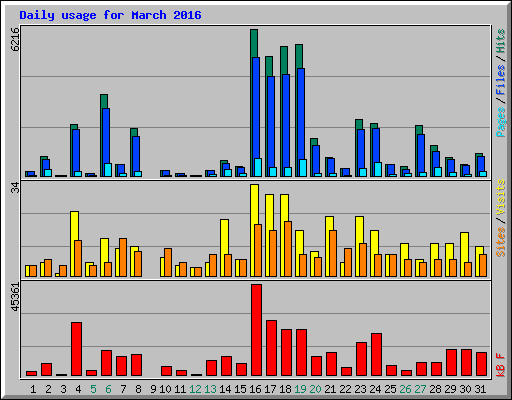 Daily usage for March 2016
6216
Pages / Files / Hits
34
Sites / Visits
45361
kB F
1 2 3 4 5 6 7 8 9 10 11 12 13 14 15 16 17 18 19 20 21 22 23 24 25 26 27 28 29 30 31